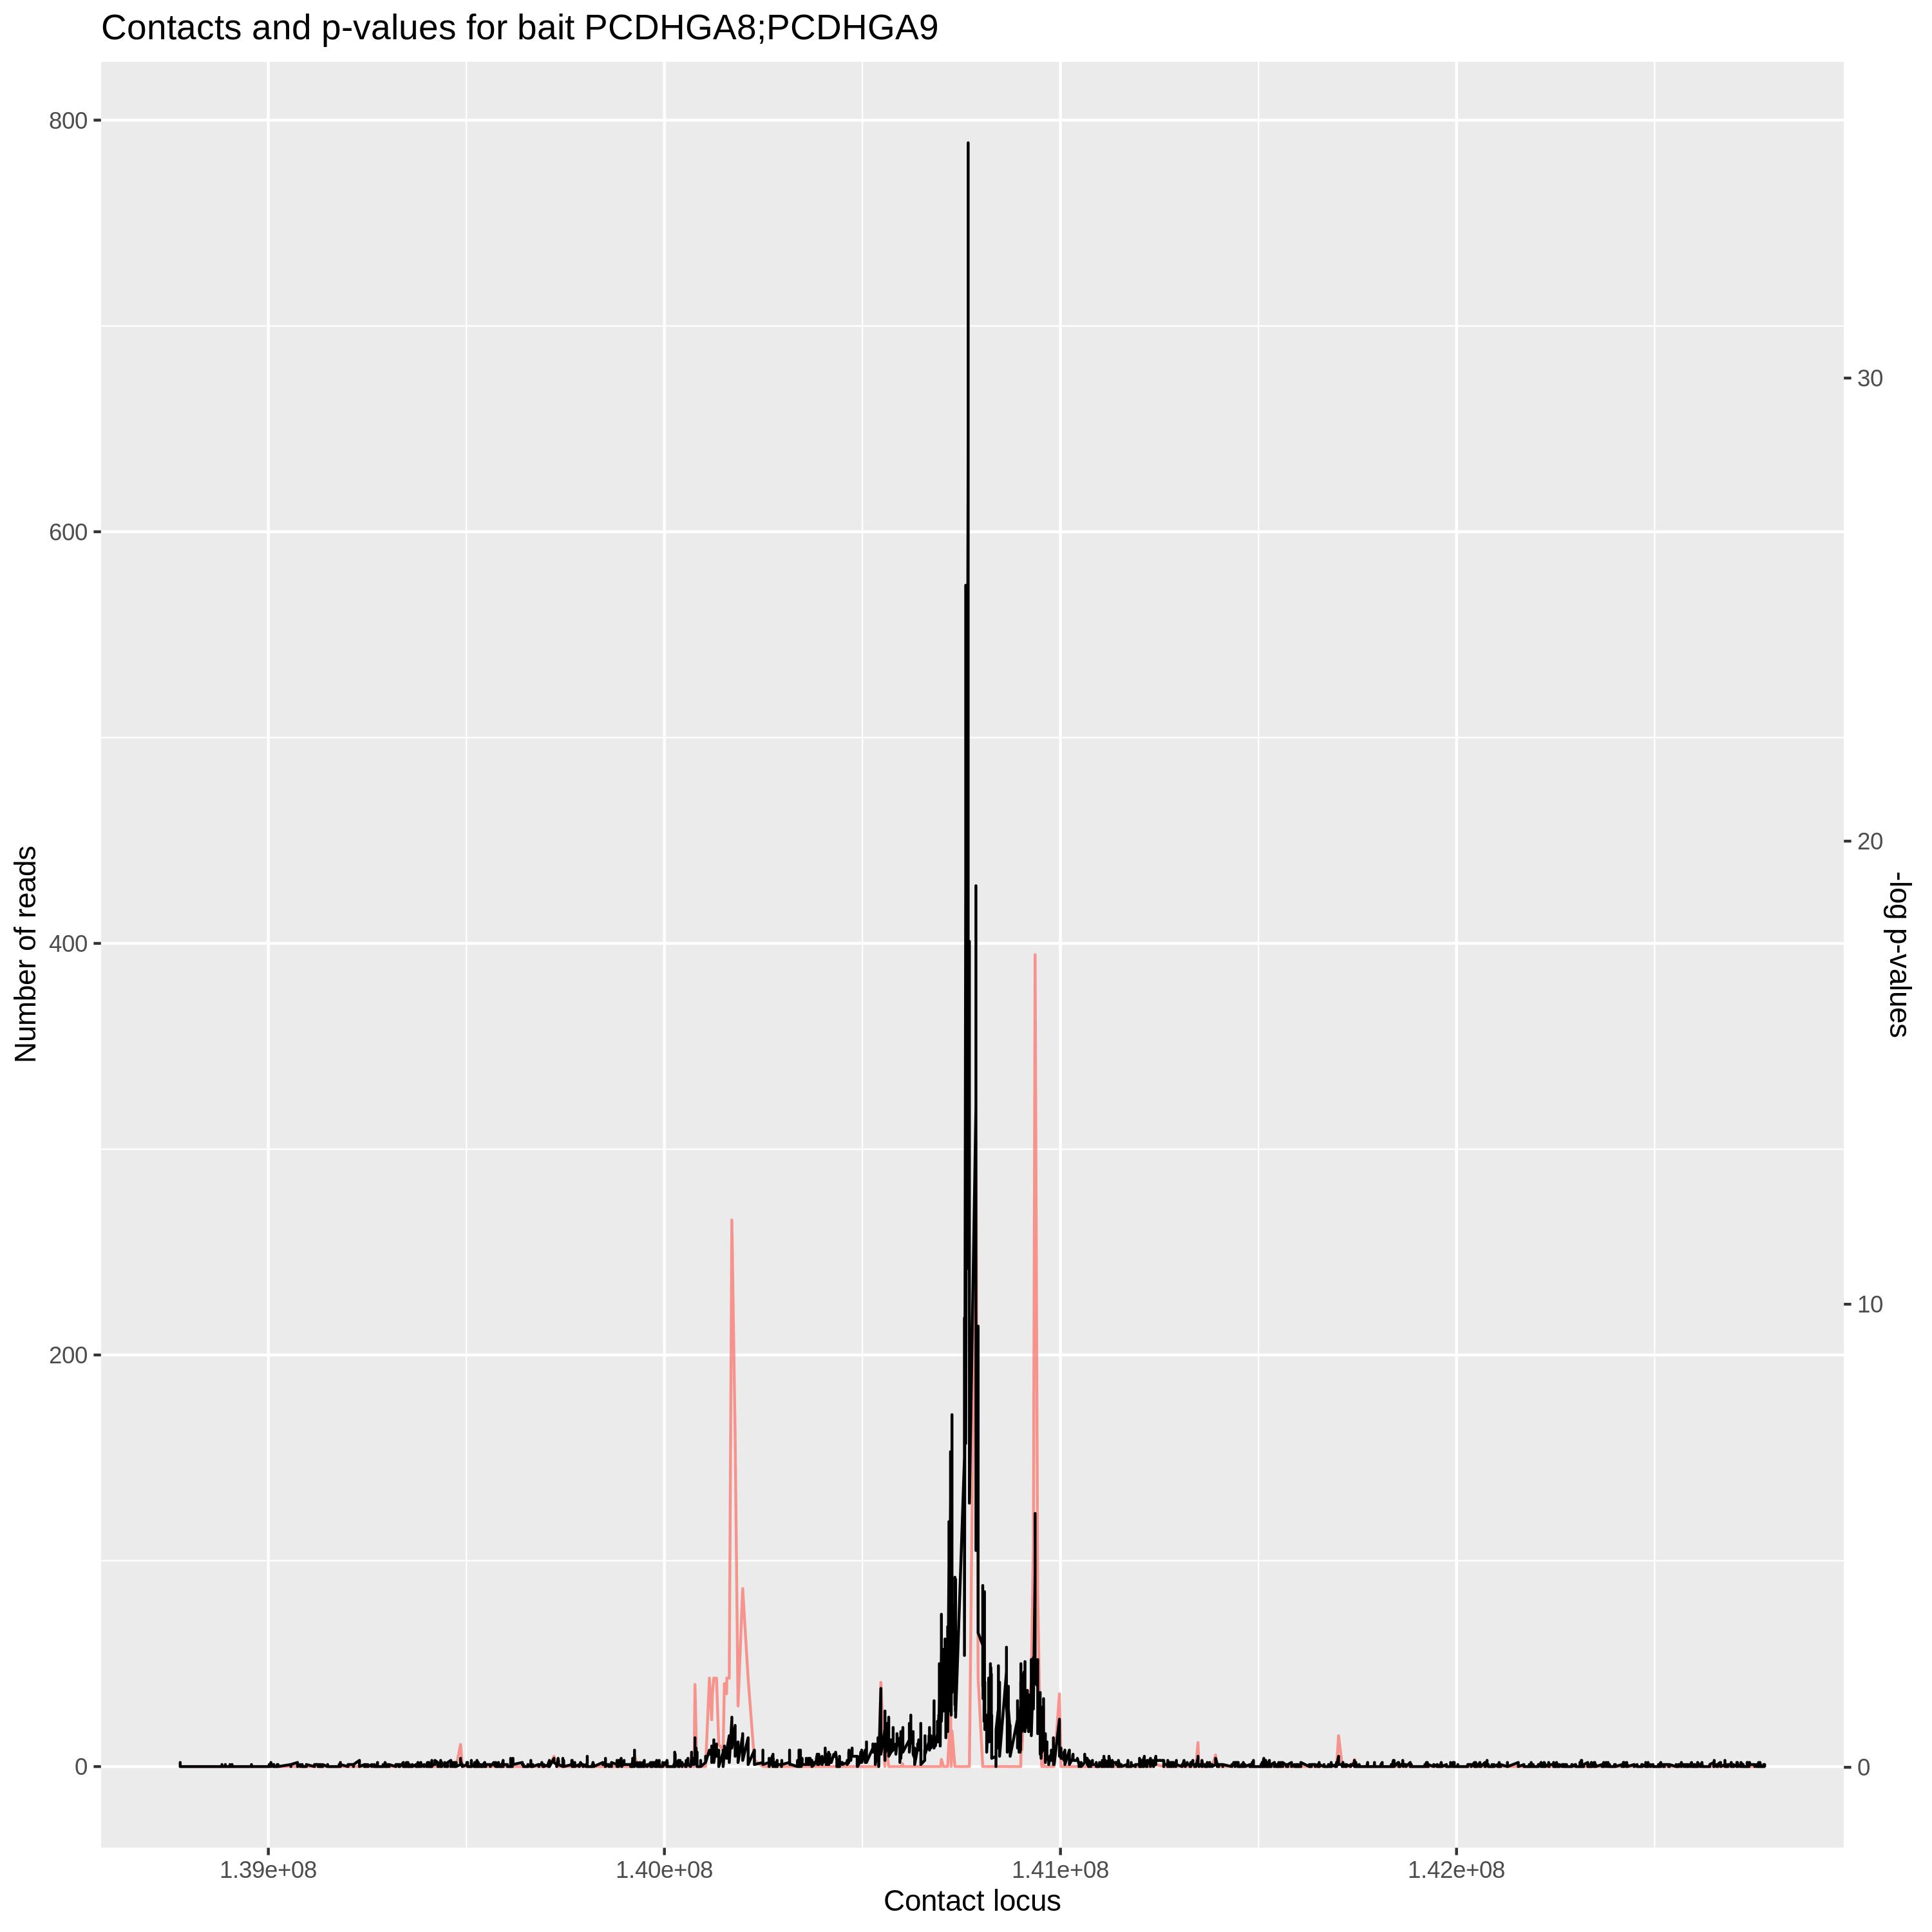 Contacts and p-values for bait PCDHGA8;PCDHGA9
800
600
400
200
0
Number of reads
30
20
10
0
-log p-values
1.39e+08
1.40e+08
1.41e+08
1.42e+08
Contact locus